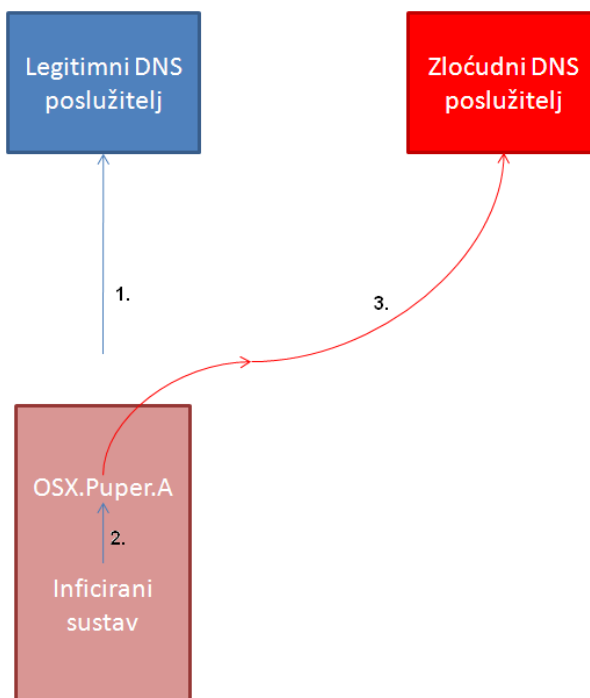 Legitimni DNS
poslužitelj
Zloćudni DNS
poslužitelj
1.
3.
OSX.Puper.A
2.
Inficirani
sustav